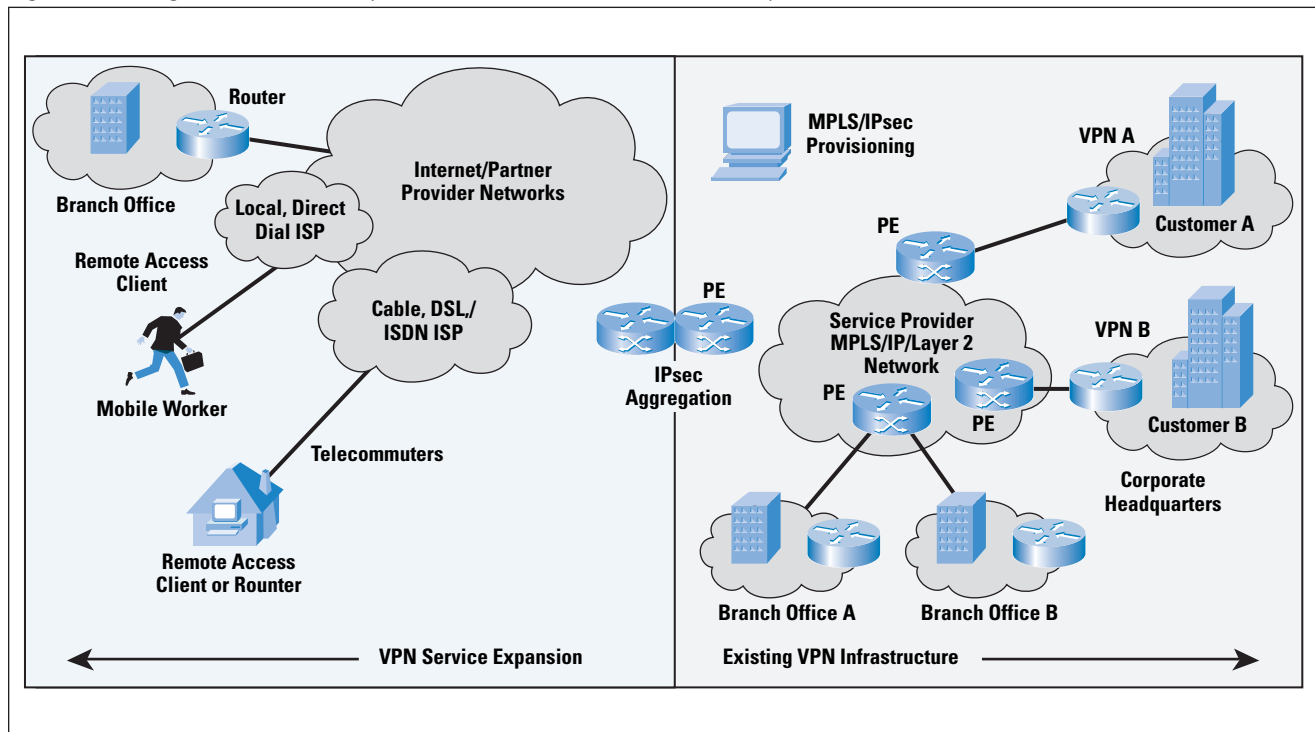 Router
Branch Office
Internet/Partner
Provider Networks
Local, Direct
Dial ISP
Remote Access
Client
Cable, DSL,/
ISDN ISP
Mobile Worker
Telecommuters
Remote Access
Client or Rounter
VPN Service Expansion
MPLS/IPsec
Provisioning
VPN A
Customer A
PE
PE
IPsec
Aggregation
Service Provider
MPLS/IP/Layer 2
Network
PE
PE
VPN B
Customer B
Corporate
Headquarters
Branch Office A
Branch Office B
Existing VPN Infrastructure